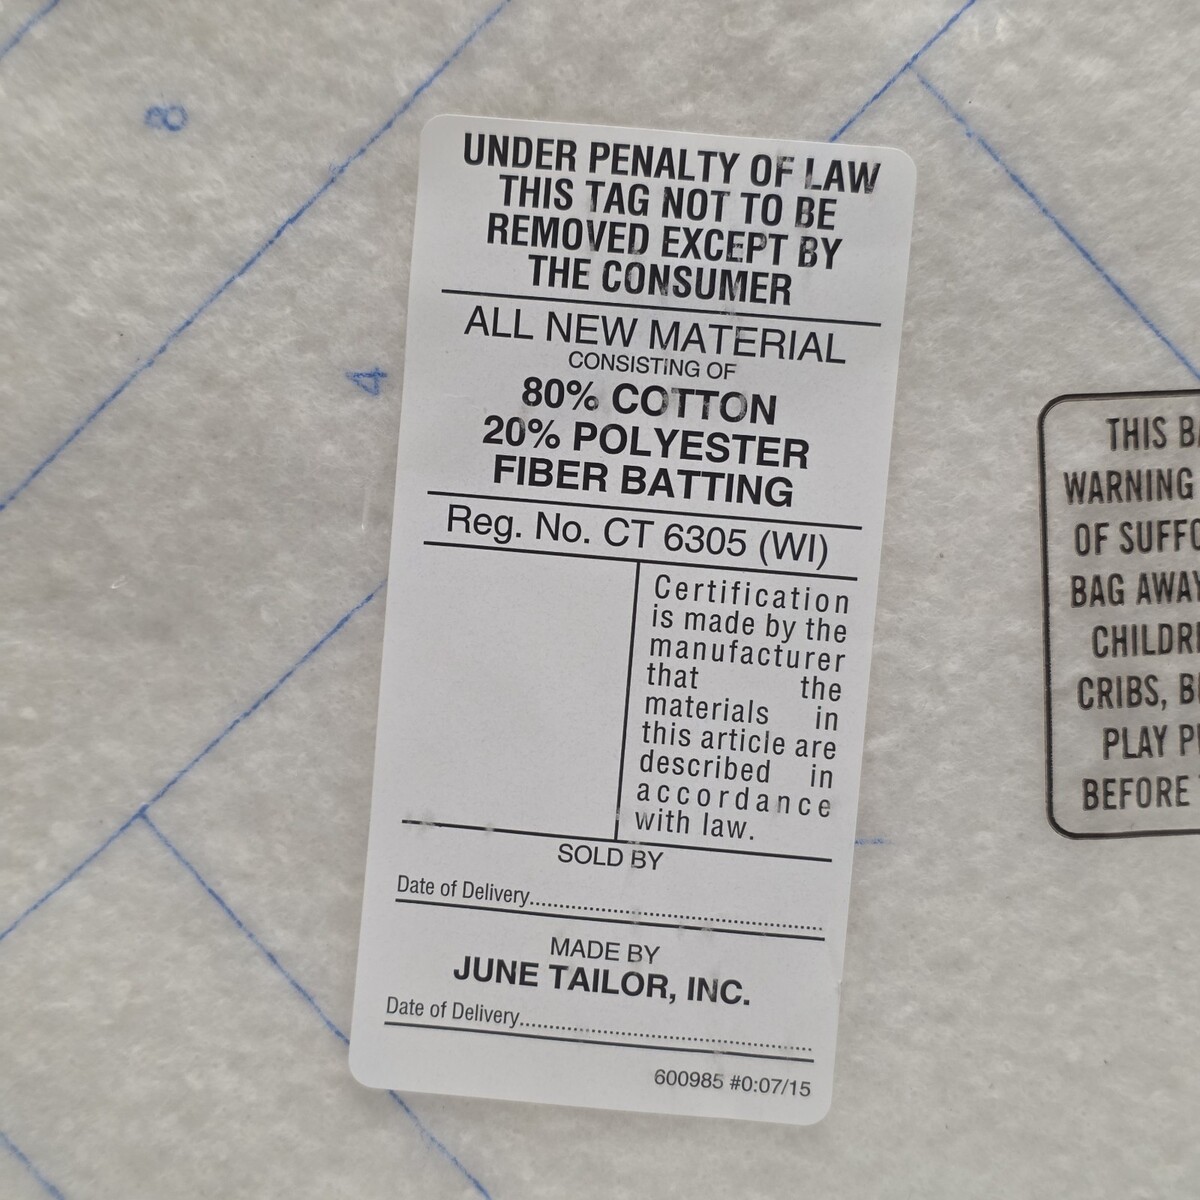 8
4
UNDER PENALTY OF LAW
THIS TAG NOT TO BE
REMOVED EXCEPT BY
THE CONSUMER
ALL NEW MATERIAL
CONSISTING OF
80% COTTON
20% POLYESTER
FIBER BATTING
Reg. No. CT 6305 (WI)
Certification
is made by the
manufacturer
that the
materials in
this article are
described in
accordance
with law.
SOLD BY
Date of Delivery
MADE BY
JUNE TAILOR, INC.
Date of Delivery
600985 #0:07/15
THIS
WARNING
OF
BAG AWAY
CRIBS,
PLAY
BEFORE